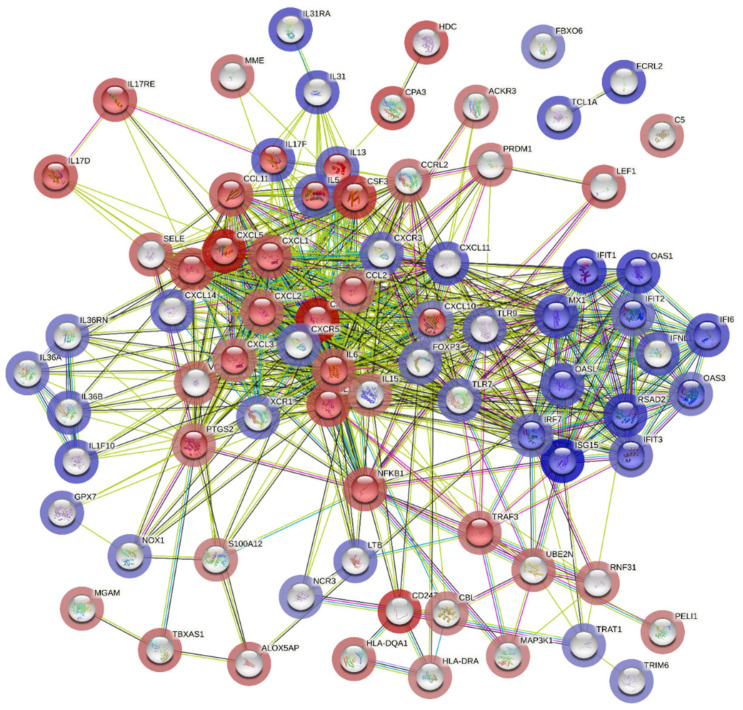 IL31RA
HDC
FBXO6
MME
IL31
FCRL2
IL17RE
CPA3
ACKR3
TCL1A
C5
IL17F
IL13
PRDM1
IL17D
CCL11
IL5
CSF3
CCRL2
LEF1
SELE
CXCL5
CXCL1
CXCR3
CXCL11
IFIT1
OAS1
CCL2
CXCL14
CXCL2
CXCL10
TLR9
MX1
IFIT2
IFI6
IL36RN
CXCR5
CXCL3
IL6
FOXP3
OASL
IL36A
IL15
TLR7
OAS3
IL36B
XCR1
RSAD2
PTGS2
IRF7
IL1F10
ISG15
IFIT3
NFKB1
GPX7
TRAF3
NOX1
S100A12
LTB
UBE2N
RNF31
NCR3
CD247
CBL
MGAM
PELI1
TBXAS1
ALOX5AP
HLA-DQA1
HLA-DRA
MAP3K1
TRAT1
TRIM6